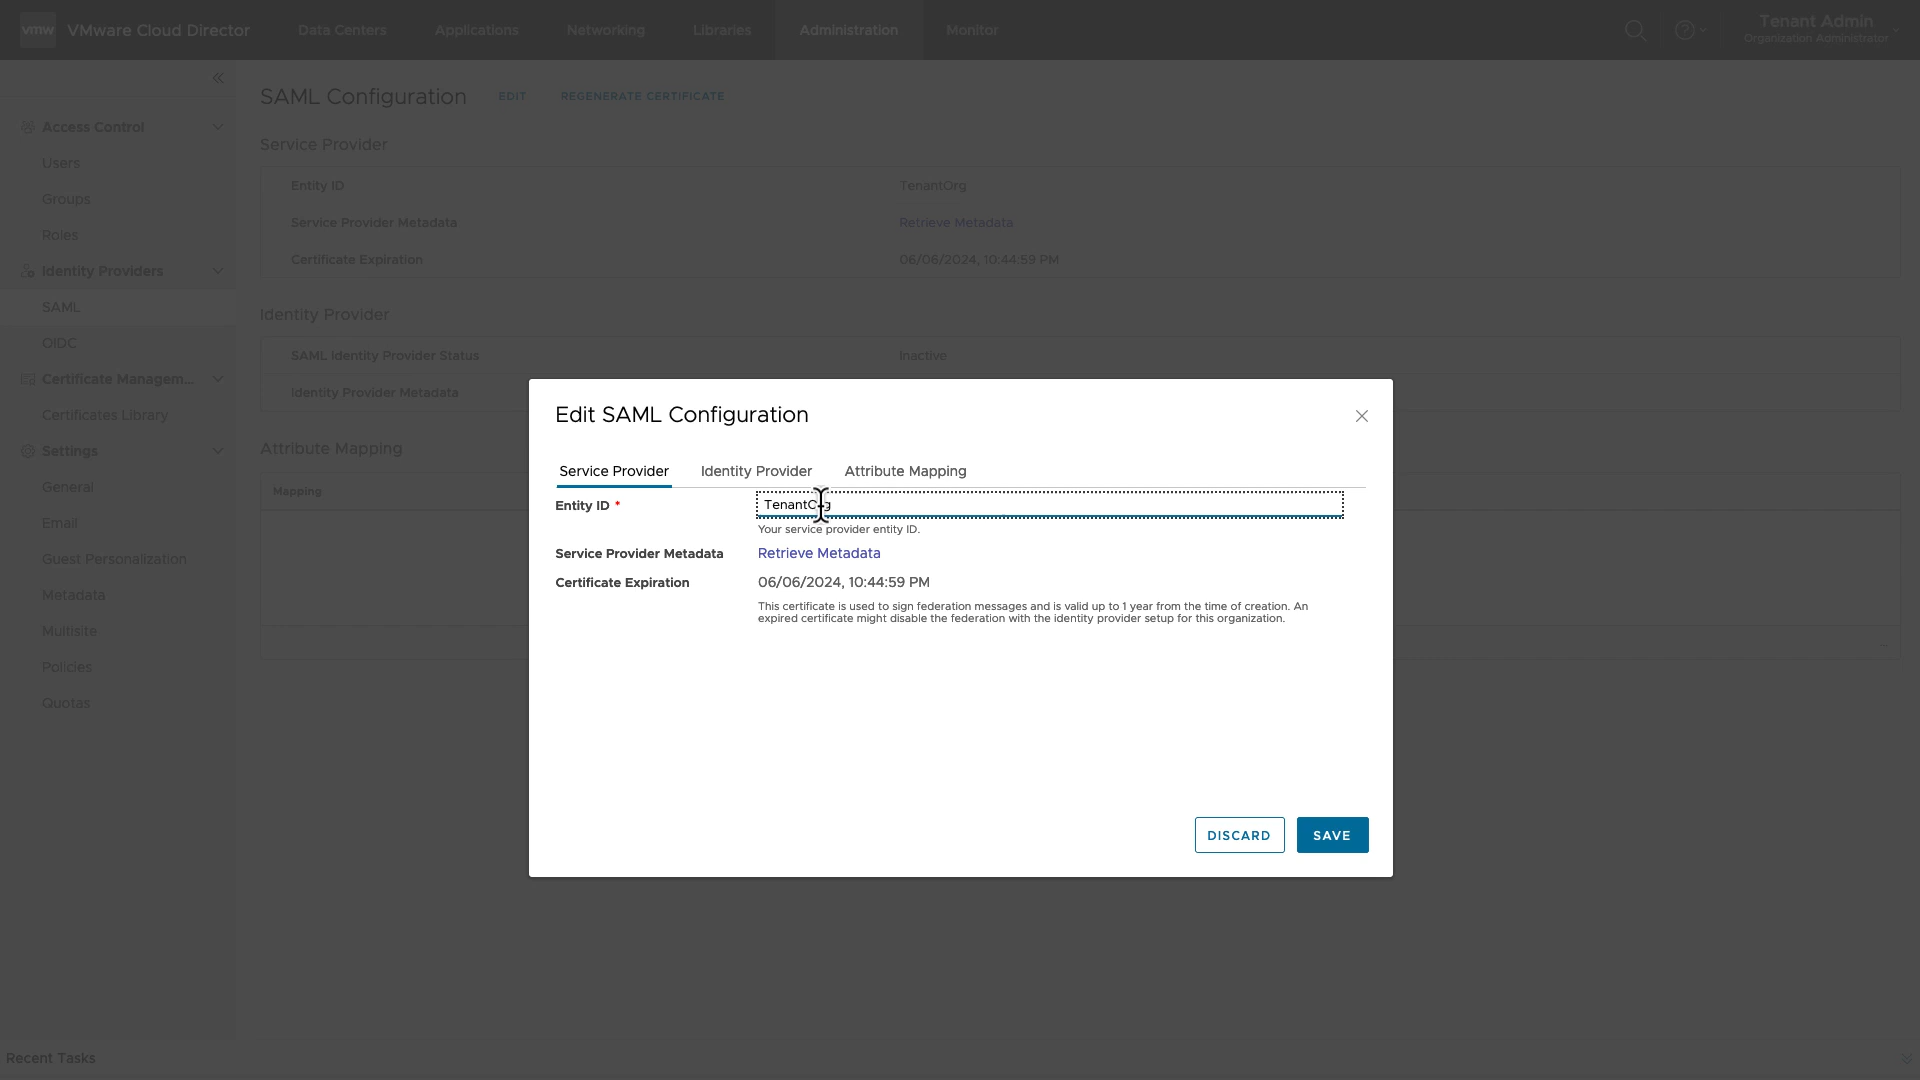 vmw VMware Cloud Director Data Centers Applications Networking Libraries Administration Monitor Tenant Admin
Organization Administrator
SAML Configuration EDIT REGENERATE CERTIFICATE
Access Control
Users
Groups
Roles
Identity Providers
SAML
OIDC
Certificate Managem...
Certificates Library
Settings
General
Email
Guest Personalization
Metadata
Multisite
Policies
Quotas
Service Provider
Entity ID TenantOrg
Service Provider Metadata Retrieve Metadata
Certificate Expiration 06/06/2024, 10:44:59 PM
Identity Provider
SAML Identity Provider Status Inactive
Identity Provider Metadata
Attribute Mapping
Mapping
Edit SAML Configuration
Service Provider Identity Provider Attribute Mapping
Entity ID * TenantOrg
Your service provider entity ID.
Service Provider Metadata Retrieve Metadata
Certificate Expiration 06/06/2024, 10:44:59 PM
This certificate is used to sign federation messages and is valid up to 1 year from the time of creation. An
expired certificate might disable the federation with the identity provider setup for this organization.
DISCARD SAVE
Recent Tasks